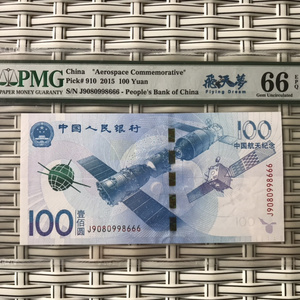 PMG
PAPER MONEY GUARANTY
China "Aerospace Commemorative"
Pick# 910 2015 100 Yuan
S/N J9080998666 - People's Bank of China
飞天梦
Flying Dream
66 EPQ
Gem Uncirculated
中国人民银行
100
中国航天纪念
J9080998666
100 壹佰圆
J9080998666